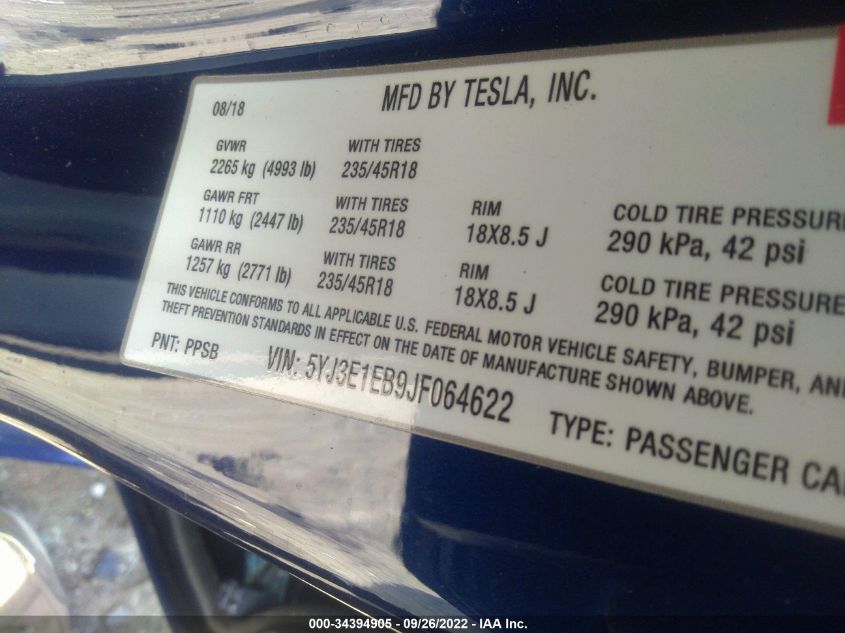 08/18
MFD BY TESLA, INC.
GVWR
2265 kg (4993 lb)
WITH TIRES
235/45R18
GAWR FRT
1110 kg (2447 lb)
WITH TIRES
235/45R18
RIM
18X8.5 J
COLD TIRE PRESSURE
290 kPa, 42 psi
GAWR RR
1257 kg (2771 lb)
WITH TIRES
235/45R18
RIM
18X8.5 J
COLD TIRE PRESSURE
290 kPa, 42 psi
THIS VEHICLE CONFORMS TO ALL APPLICABLE U.S. FEDERAL MOTOR VEHICLE SAFETY, BUMPER, AND
THEFT PREVENTION STANDARDS IN EFFECT ON THE DATE OF MANUFACTURE SHOWN ABOVE.
PNT: PPSB
VIN: 5YJ3E1EB9JF064622
TYPE: PASSENGER CA
000-34394905 - 09/26/2022 - IAA Inc.